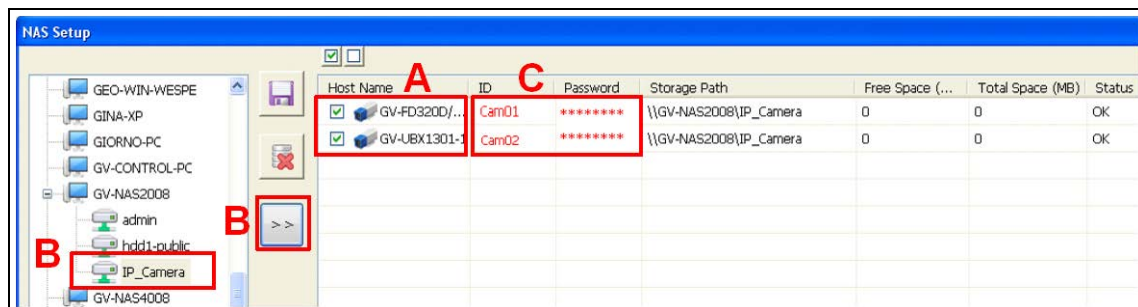 NAS Setup
A C
Host Name ID Password Storage Path Free Space (... Total Space (MB) Status
GEO-WIN-WESPE
GV-FD320D/... Cam01 ******** \\GV-NAS2008\IP_Camera 0 0 OK
GINA-XP
GV-UBX1301-1 Cam02 ******** \\GV-NAS2008\IP_Camera 0 0 OK
GIORNO-PC
GV-CONTROL-PC
GV-NAS2008
admin
B >>
hdd1-public
B
IP_Camera
GV-NAS4008